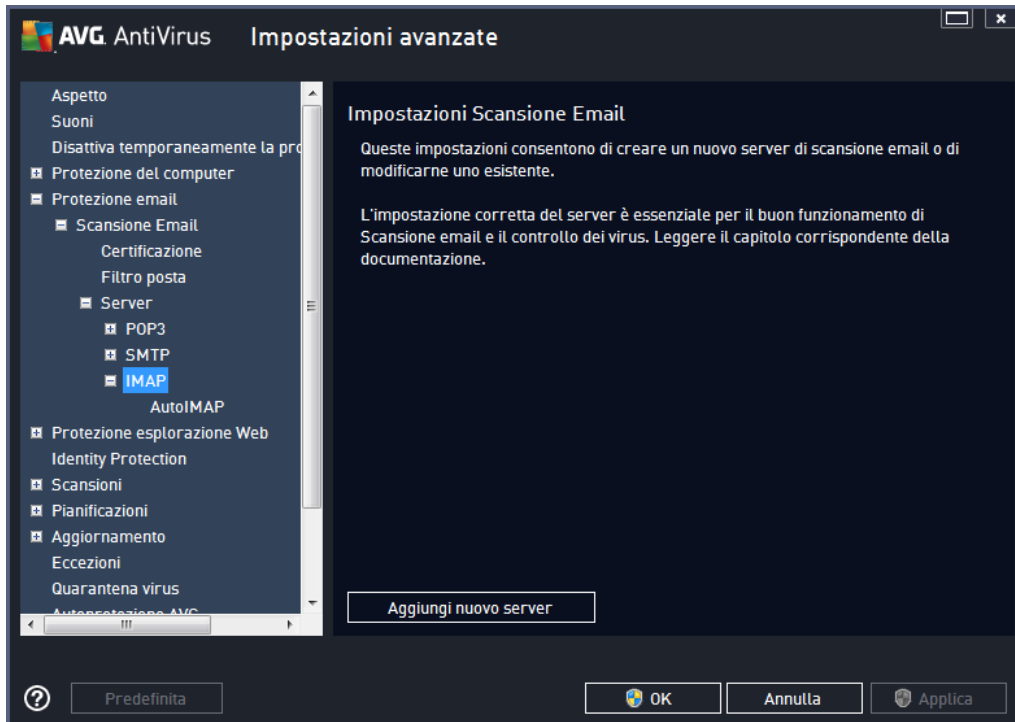 AVG. AntiVirus Impostazioni avanzate
Aspetto
Suoni
Disattiva temporaneamente la pro
Protezione del computer
Protezione email
Scansione Email
Certificazione
Filtro posta
Server
POP3
SMTP
IMAP
AutoIMAP
Protezione esplorazione Web
Identity Protection
Scansioni
Pianificazioni
Aggiornamento
Eccezioni
Quarantena virus
Autoprotezione AVG
Impostazioni Scansione Email
Queste impostazioni consentono di creare un nuovo server di scansione email o di
modificarne uno esistente.
L'impostazione corretta del server è essenziale per il buon funzionamento di
Scansione email e il controllo dei virus. Leggere il capitolo corrispondente della
documentazione.
Aggiungi nuovo server
Predefinita
OK
Annulla
Applica